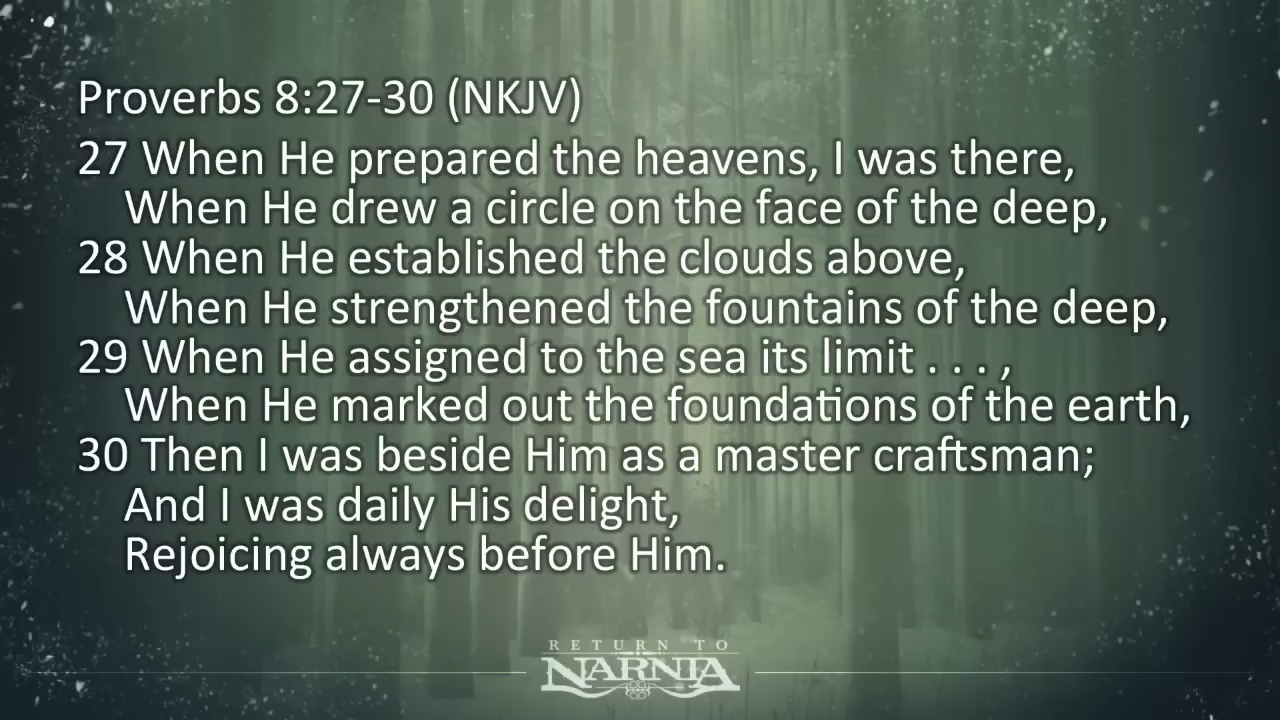 Proverbs 8:27-30 (NKJV)
27 When He prepared the heavens, I was there,
When He drew a circle on the face of the deep,
28 When He established the clouds above,
When He strengthened the fountains of the deep,
29 When He assigned to the sea its limit . . . ,
When He marked out the foundations of the earth,
30 Then I was beside Him as a master craftsman;
And I was daily His delight,
Rejoicing always before Him.
RETURN TO
NARNIA